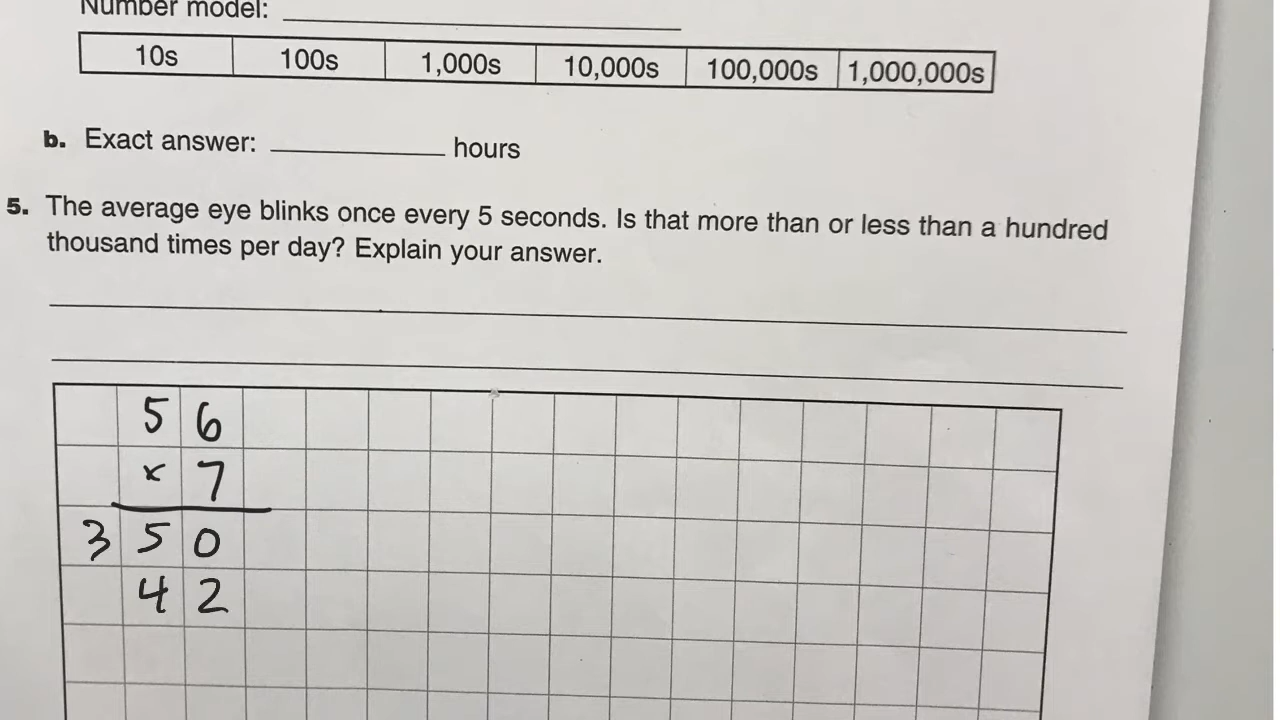 Number model:
10s 100s 1,000s 10,000s 100,000s 1,000,000s
b. Exact answer: hours
5. The average eye blinks once every 5 seconds. Is that more than or less than a hundred
thousand times per day? Explain your answer.
5 6
x 7
3 5 0
4 2